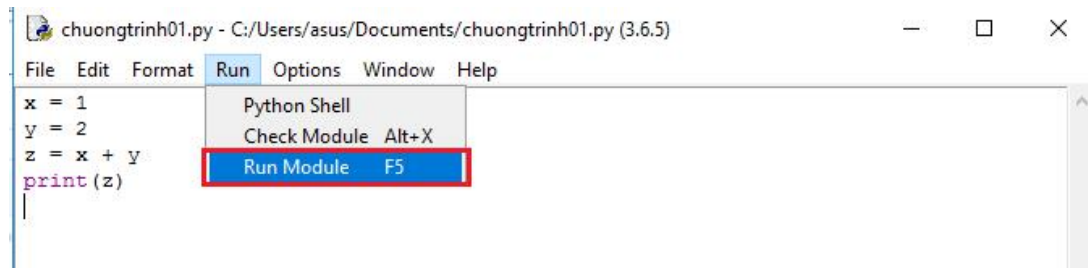 chuongtrinh01.py - C:/Users/asus/Documents/chuongtrinh01.py (3.6.5)
File Edit Format Run Options Window Help
x = 1
y = 2
z = x + y
print(z)
Python Shell
Check Module Alt+X
Run Module F5